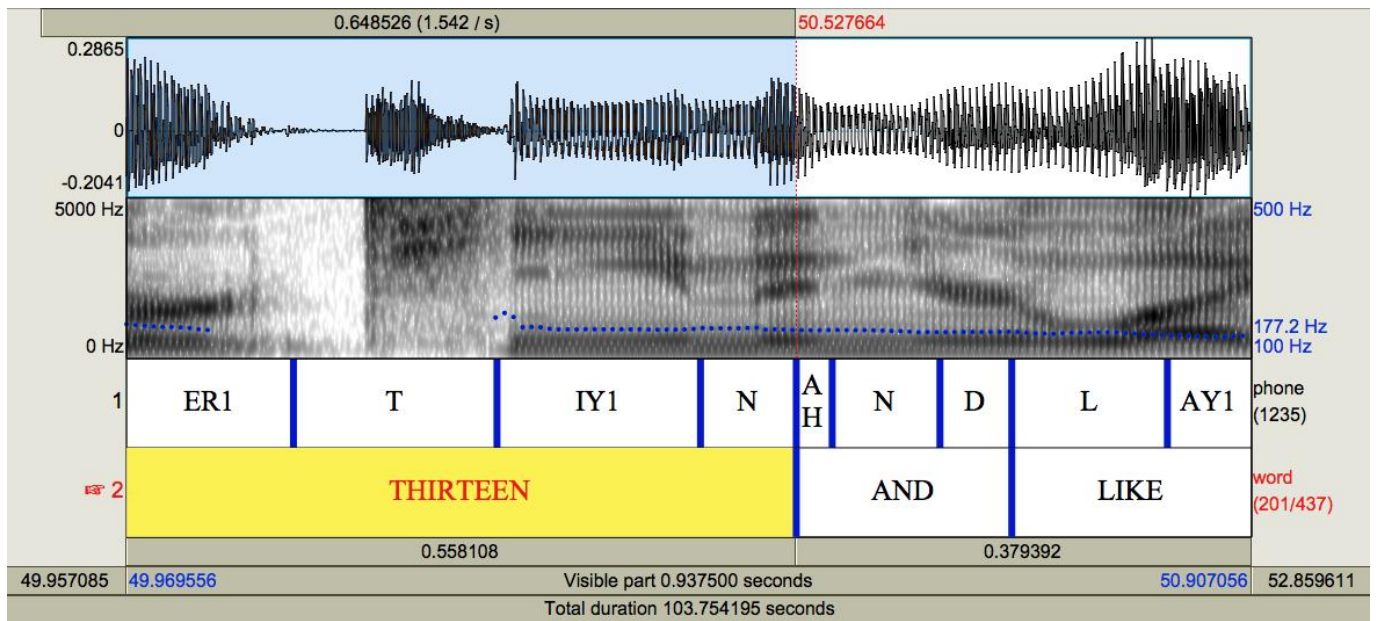 0.648526 (1.542 / s) 50.527664
0.2865
0
-0.2041
5000 Hz 500 Hz
177.2 Hz
0 Hz 100 Hz
1 ER1 T IY1 N AH N D L AY1 phone
(1235)
2 THIRTEEN AND LIKE word
(201/437)
0.558108 0.379392
49.957085 49.969556 Visible part 0.937500 seconds 50.907056 52.859611
Total duration 103.754195 seconds